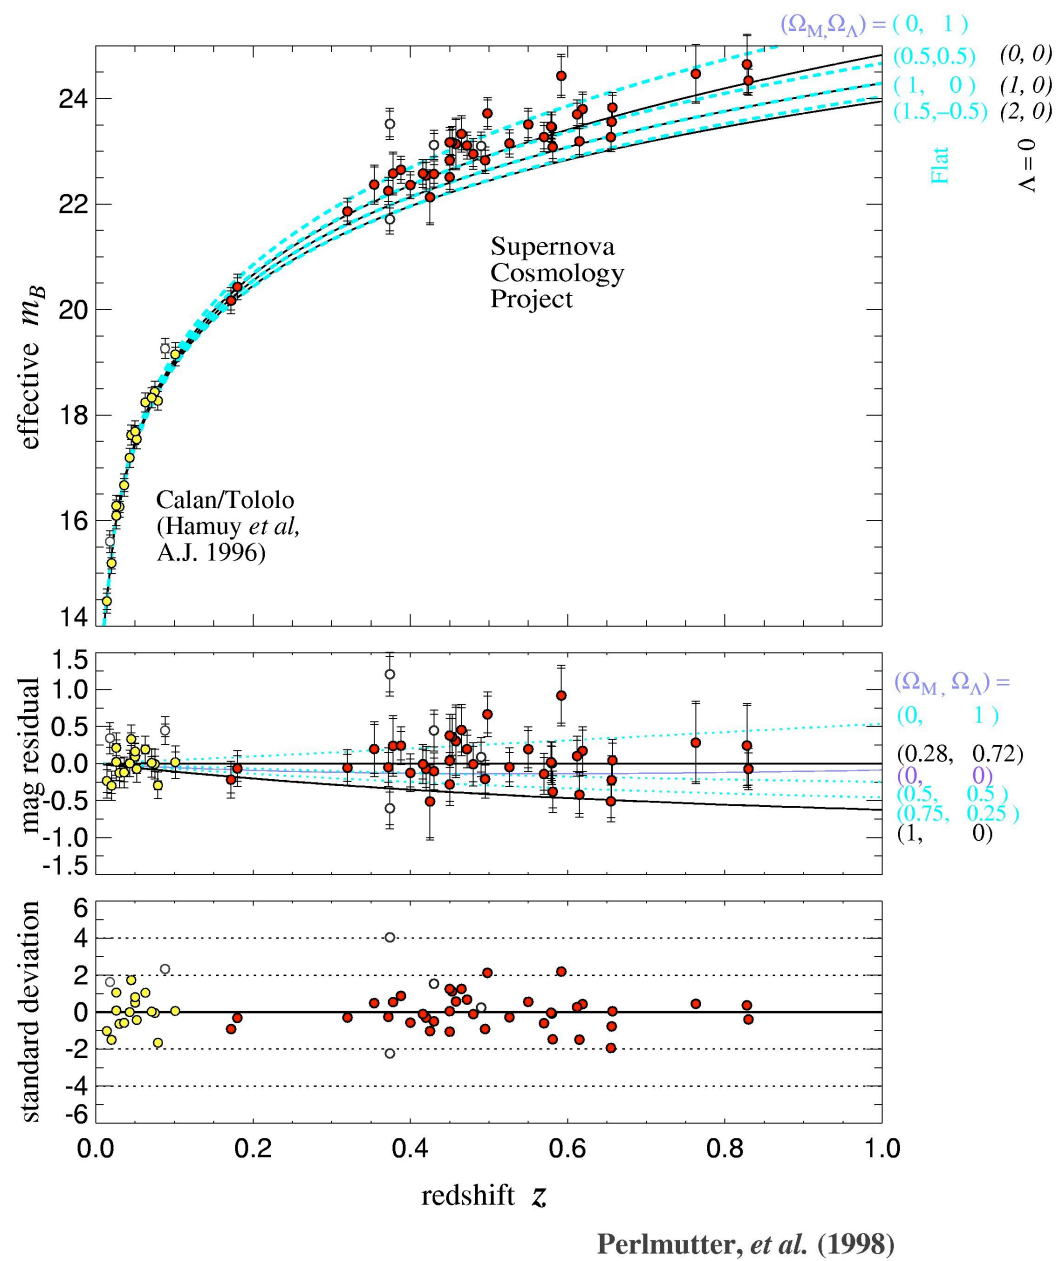 (Ω_M,Ω_Λ) = ( 0, 1 )
(0.5,0.5) (0, 0)
( 1, 0 ) (1, 0)
(1.5,–0.5) (2, 0)
Flat
Λ = 0
24
22
20
18
16
14
effective m_B
Supernova
Cosmology
Project
Calan/Tololo
(Hamuy et al,
A.J. 1996)
1.5
1.0
0.5
0.0
-0.5
-1.0
-1.5
mag residual
(Ω_M , Ω_Λ) =
(0, 1 )
(0.28, 0.72)
(0, 0)
(0.5, 0.5 )
(0.75, 0.25 )
(1, 0)
6
4
2
0
-2
-4
-6
standard deviation
0.0 0.2 0.4 0.6 0.8 1.0
redshift z
Perlmutter, et al. (1998)